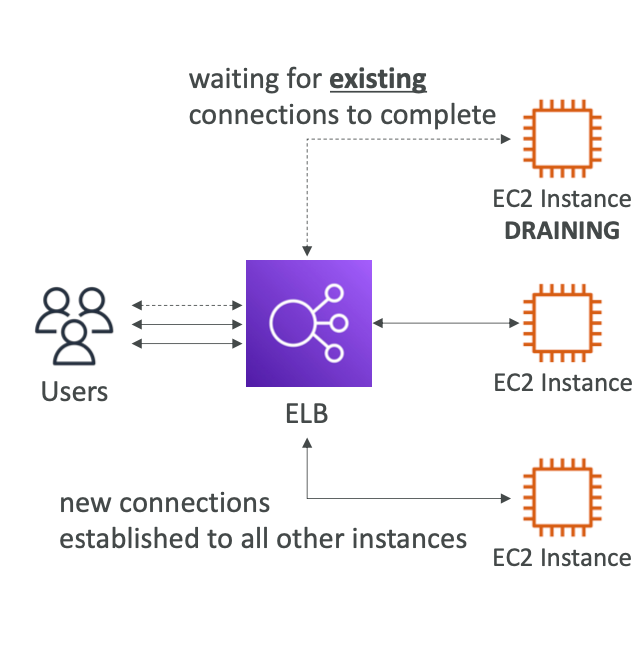 waiting for existing
connections to complete
EC2 Instance
DRAINING
Users
ELB
EC2 Instance
new connections
established to all other instances
EC2 Instance